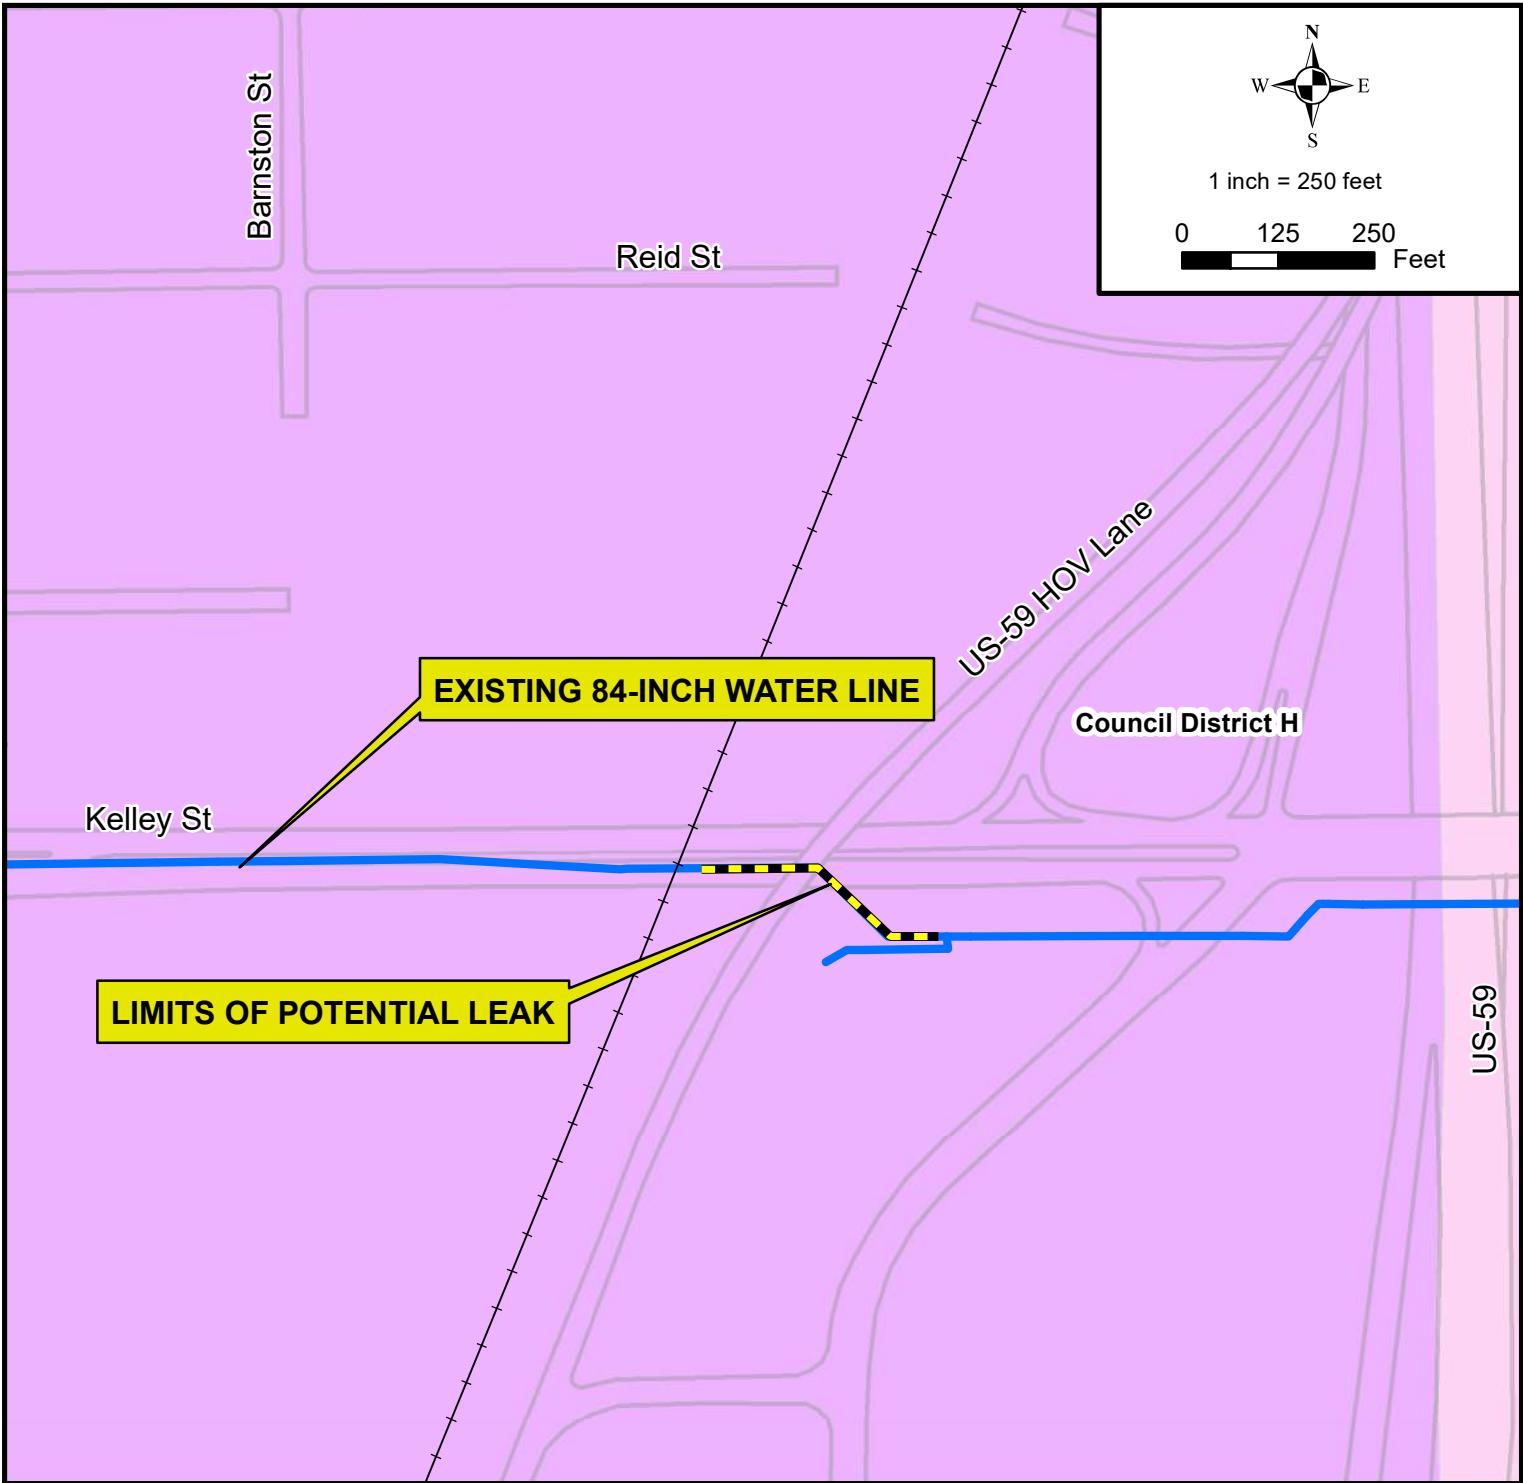 N
W E
S
1 inch = 250 feet
0 125 250
Feet
Barnston St
Reid St
US-59 HOV Lane
EXISTING 84-INCH WATER LINE
Council District H
Kelley St
LIMITS OF POTENTIAL LEAK
US-59